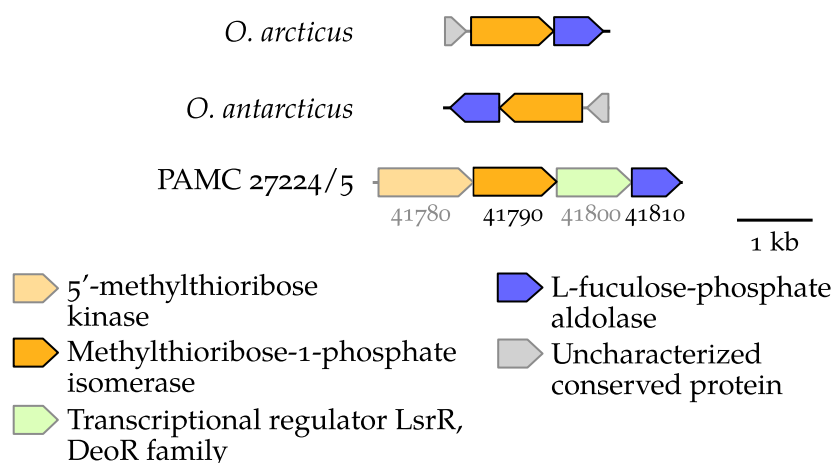 O. arcticus
O. antarcticus
PAMC 27224/5
41780 41790 41800 41810
1 kb
5′-methylthioribose
kinase
Methylthioribose-1-phosphate
isomerase
Transcriptional regulator LsrR,
DeoR family
L-fuculose-phosphate
aldolase
Uncharacterized
conserved protein